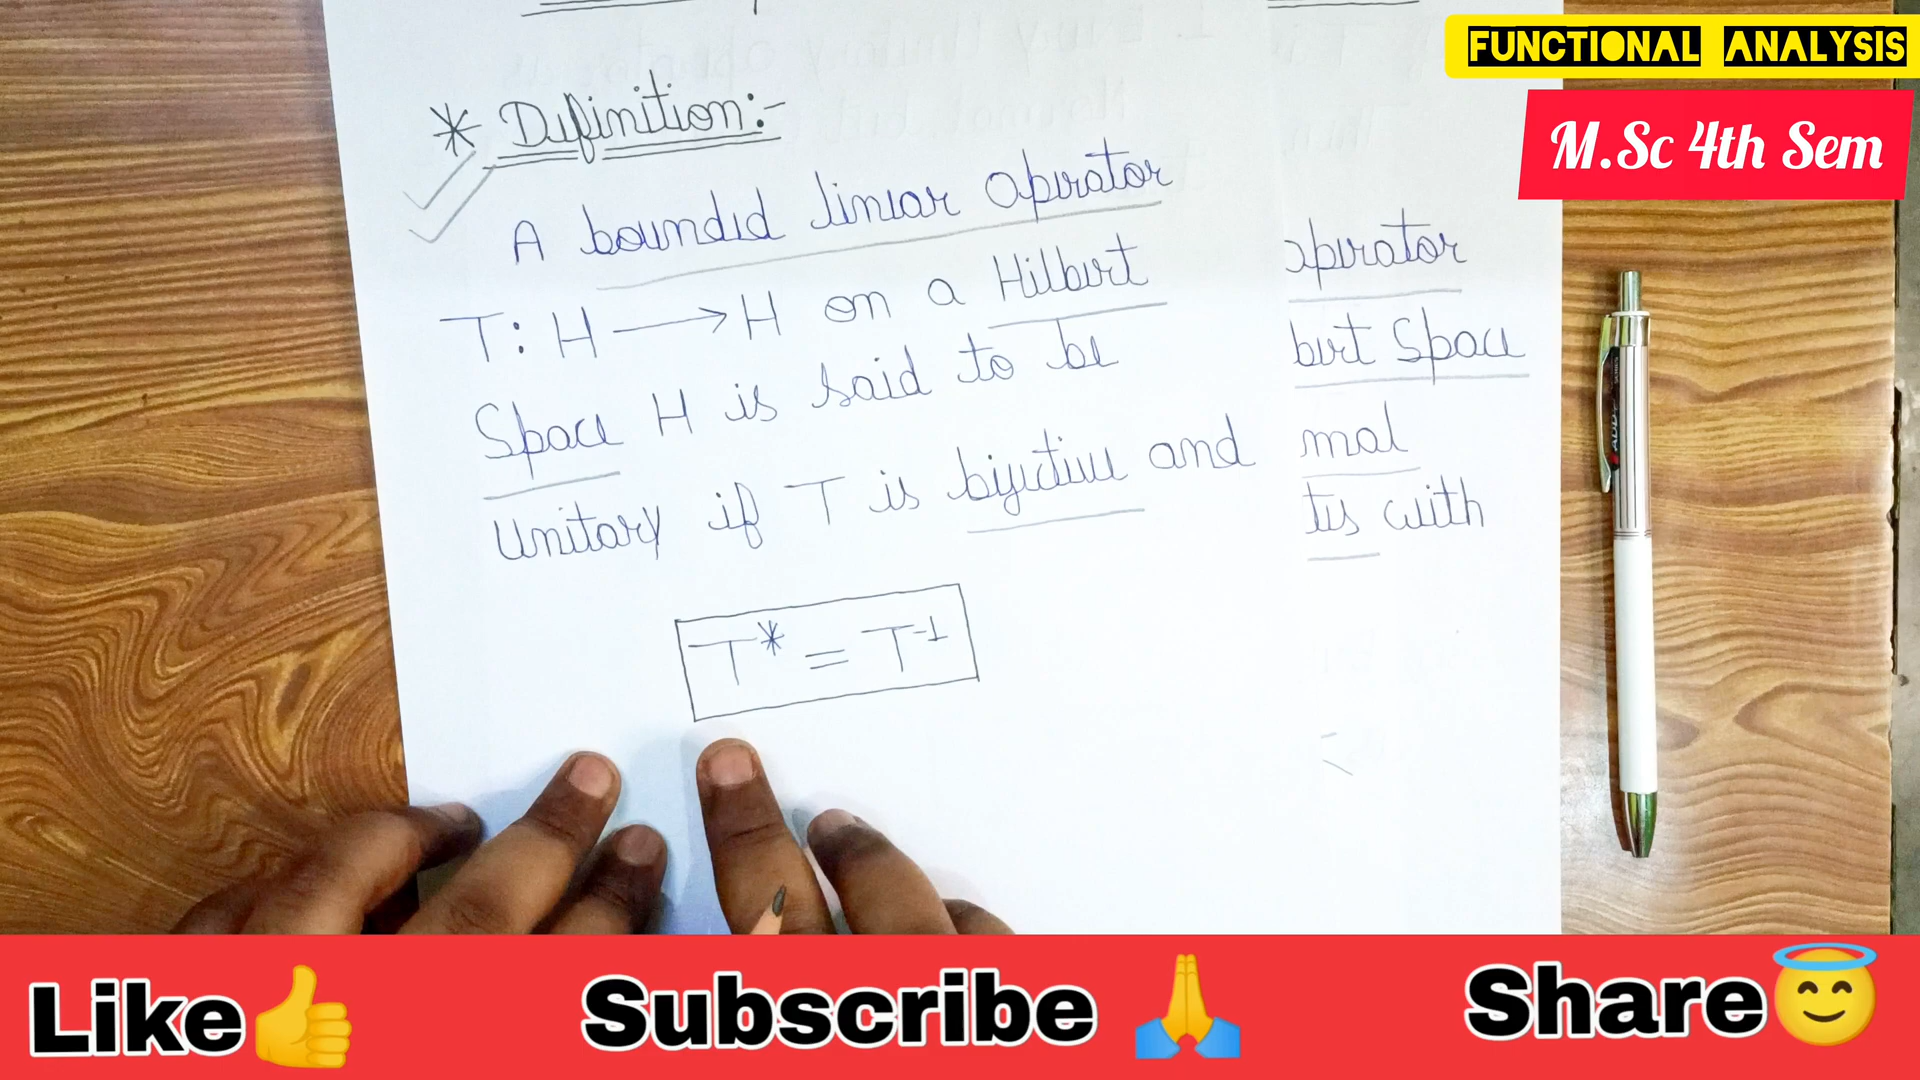 FUNCTIONAL ANALYSIS
M.Sc 4th Sem
* Definition:-
A bounded linear operator
T: H → H on a Hilbert
Space H is said to be
Unitary if T is bijective and
T* = T⁻¹
operator
bert Space
mal
tes with
Like👍 Subscribe🙏 Share😇